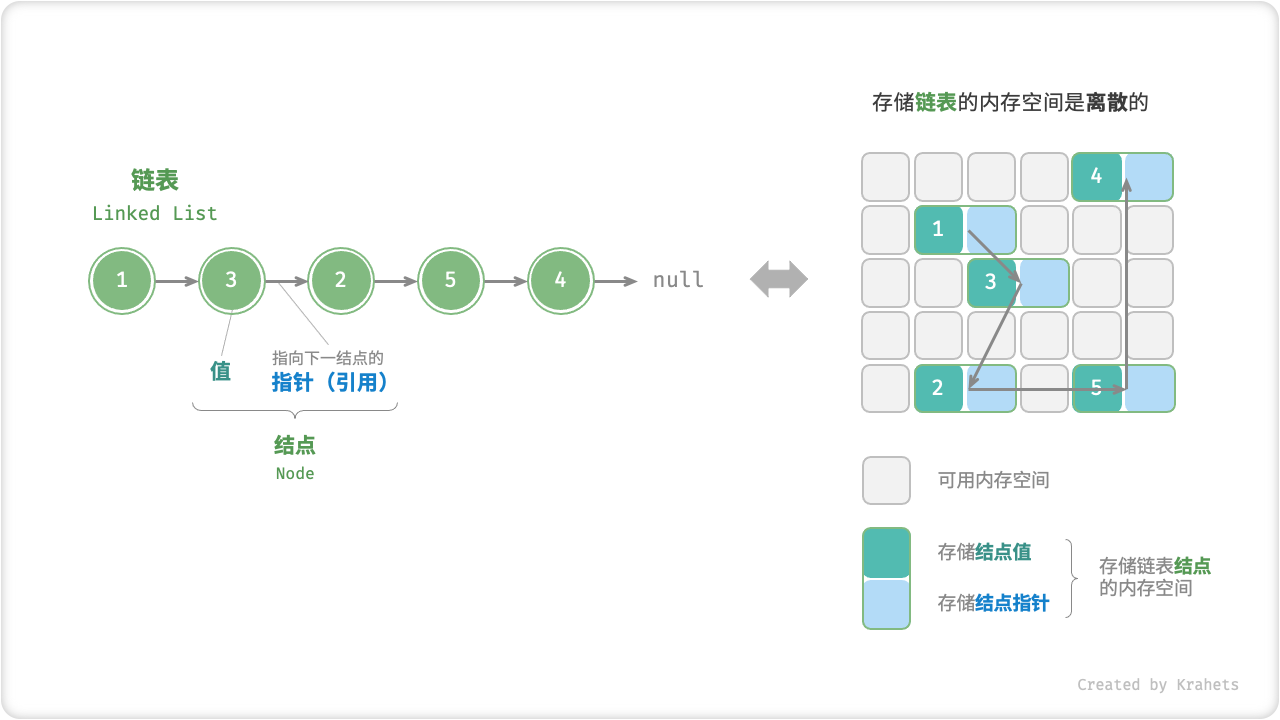 链表
Linked List
1
3
2
5
4
null
值
指向下一结点的
指针（引用）
结点
Node
存储链表的内存空间是离散的
4
1
3
2
5
可用内存空间
存储结点值
存储结点指针
存储链表结点
的内存空间
Created by Krahets